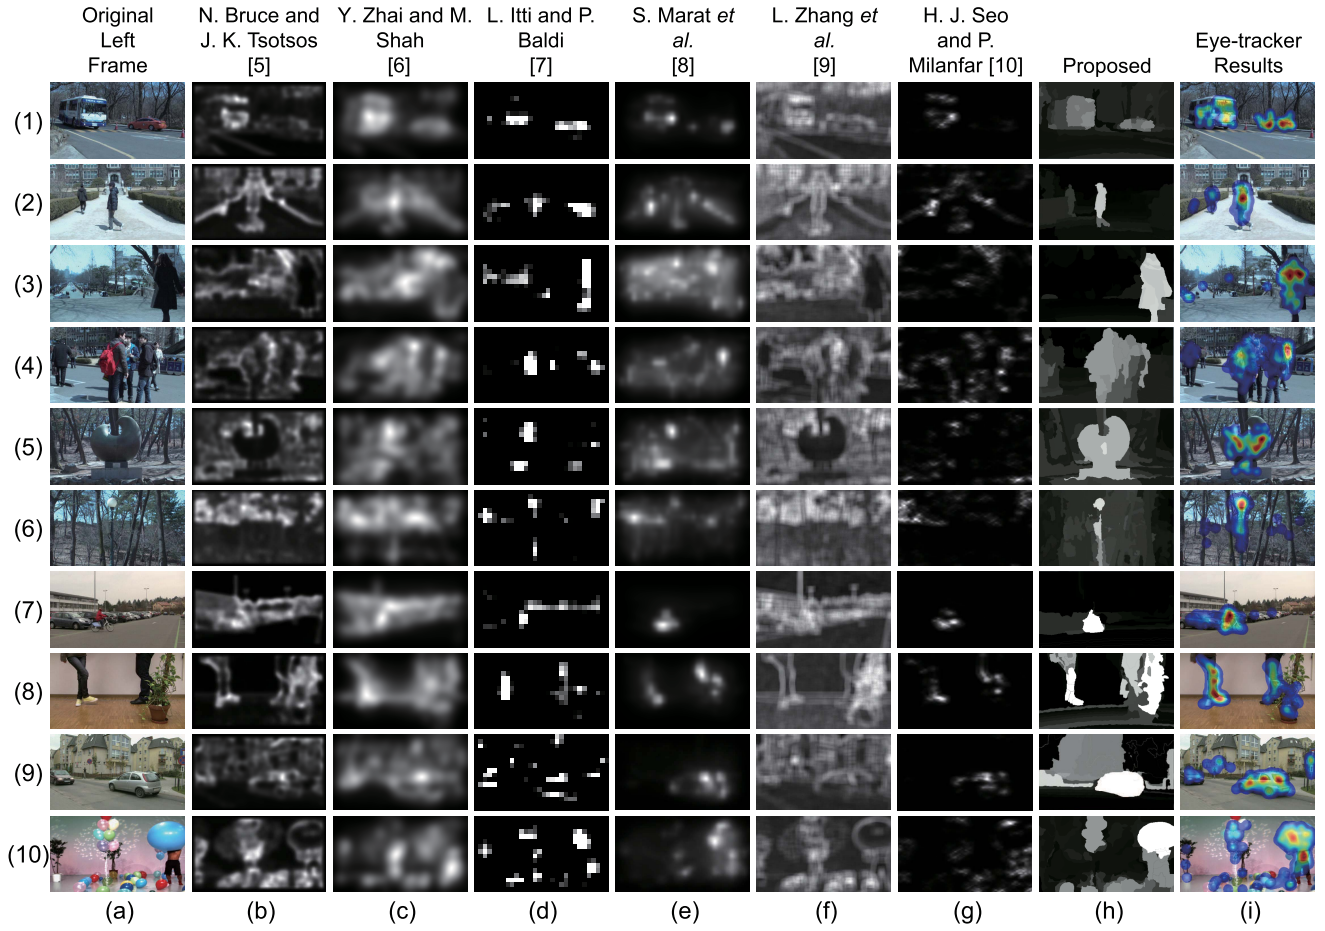 Original
Left
Frame
N. Bruce and
J. K. Tsotsos
[5]
Y. Zhai and M.
Shah
[6]
L. Itti and P.
Baldi
[7]
S. Marat et
al.
[8]
L. Zhang et
al.
[9]
H. J. Seo
and P.
Milanfar [10]
Proposed
Eye-tracker
Results
(1)
(2)
(3)
(4)
(5)
(6)
(7)
(8)
(9)
(10)
(a) (b) (c) (d) (e) (f) (g) (h) (i)